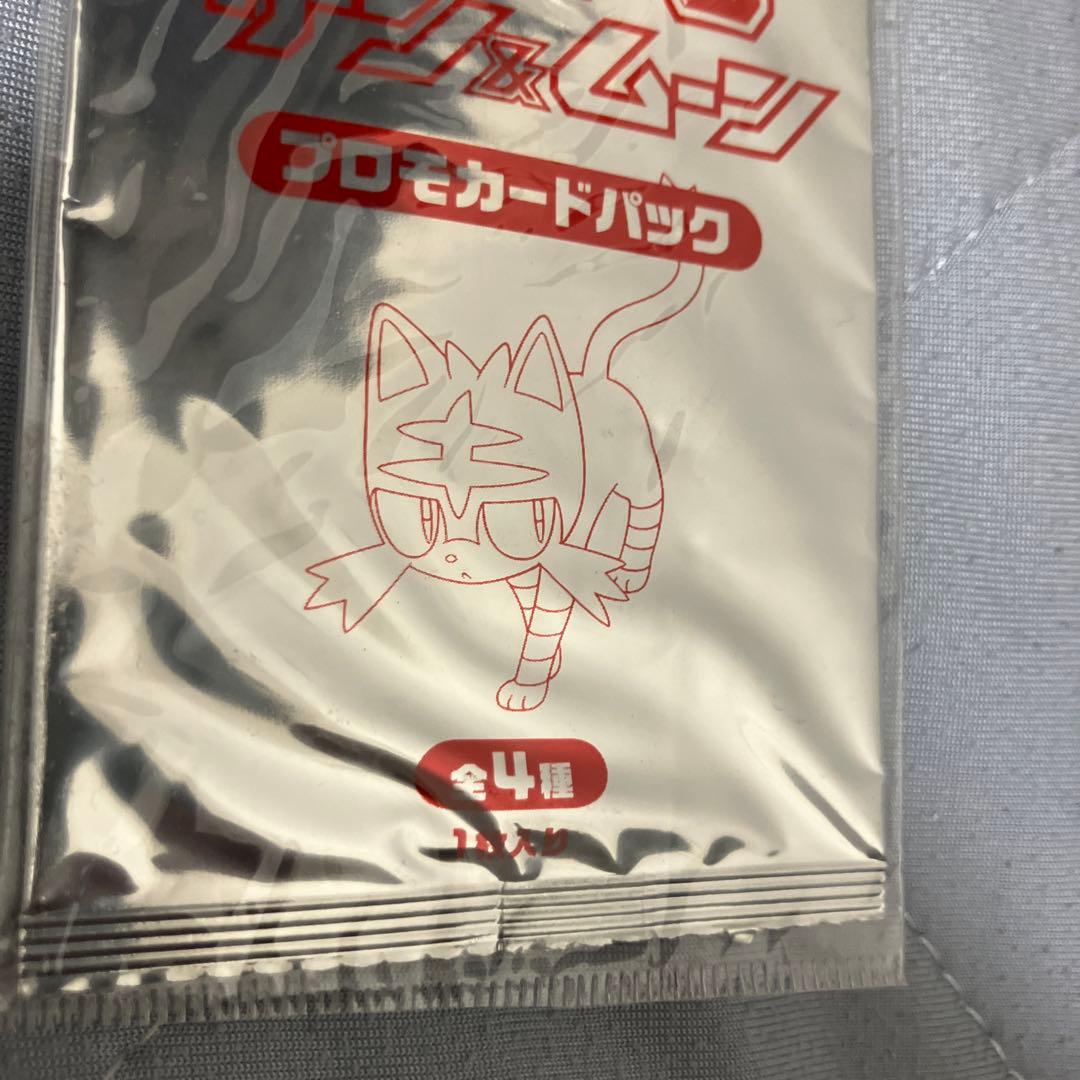 サン&ムーン
プロモカードパック
全4種
1枚入り